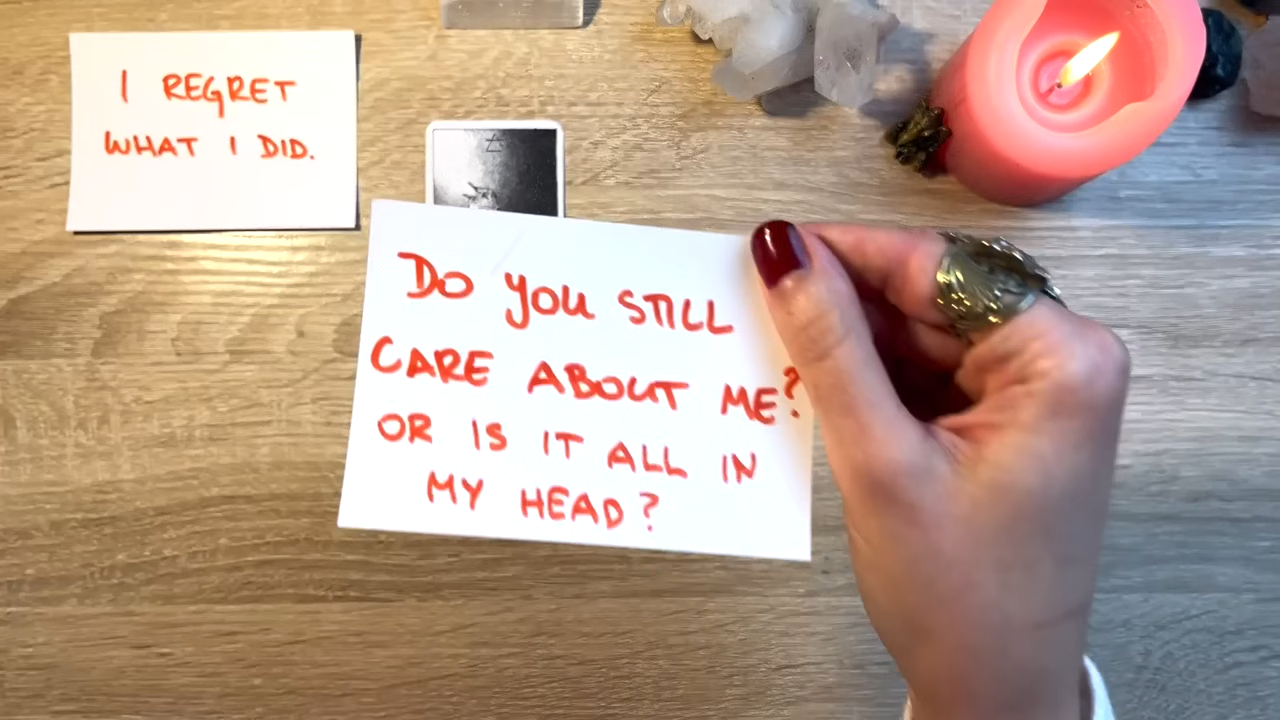 I REGRET
WHAT I DID.
DO YOU STILL
CARE ABOUT ME?
OR IS IT ALL IN
MY HEAD?